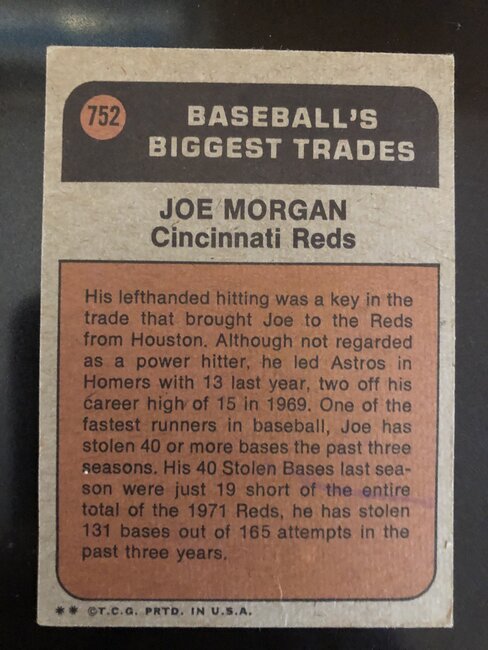 752
BASEBALL'S
BIGGEST TRADES
JOE MORGAN
Cincinnati Reds
His lefthanded hitting was a key in the
trade that brought Joe to the Reds
from Houston. Although not regarded
as a power hitter, he led Astros in
Homers with 13 last year, two off his
career high of 15 in 1969. One of the
fastest runners in baseball, Joe has
stolen 40 or more bases the past three
seasons. His 40 Stolen Bases last sea-
son were just 19 short of the entire
total of the 1971 Reds, he has stolen
131 bases out of 165 attempts in the
past three years.
** ©T.C.G. PRTD. IN U.S.A.